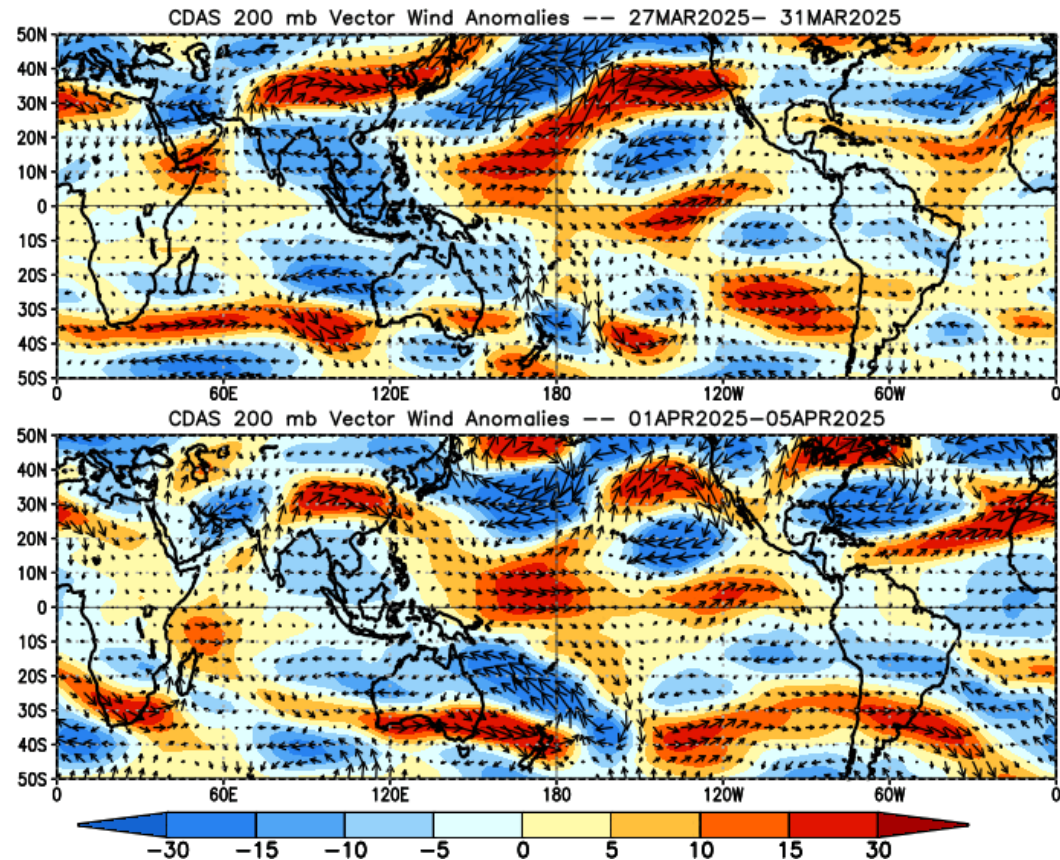 CDAS 200 mb Vector Wind Anomalies -- 27MAR2025- 31MAR2025
50N
40N
30N
20N
10N
0
10S
20S
30S
40S
50S
0 60E 120E 180 120W 60W 0
CDAS 200 mb Vector Wind Anomalies -- 01APR2025-05APR2025
50N
40N
30N
20N
10N
0
10S
20S
30S
40S
50S
0 60E 120E 180 120W 60W 0
-30 -15 -10 -5 0 5 10 15 30